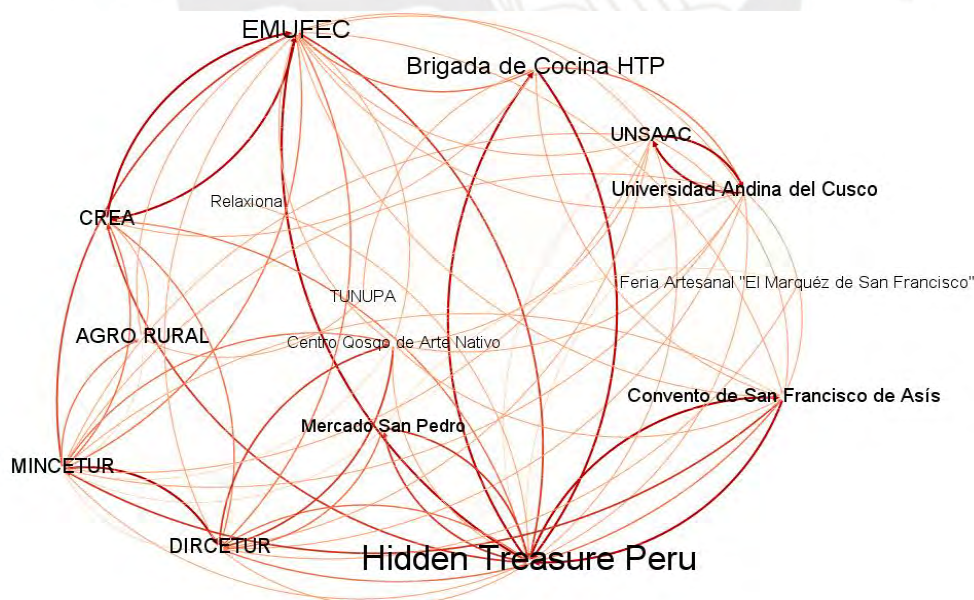 EMUFEC
Brigada de Cocina HTP
UNSAAC
Universidad Andina del Cusco
Relaxiona
CREA
Feria Artesanal "El Marquéz de San Francisco"
TUNUPA
AGRO RURAL
Centro Qosqo de Arte Nativo
Convento de San Francisco de Asís
Mercado San Pedro
MINCETUR
DIRCETUR
Hidden Treasure Peru